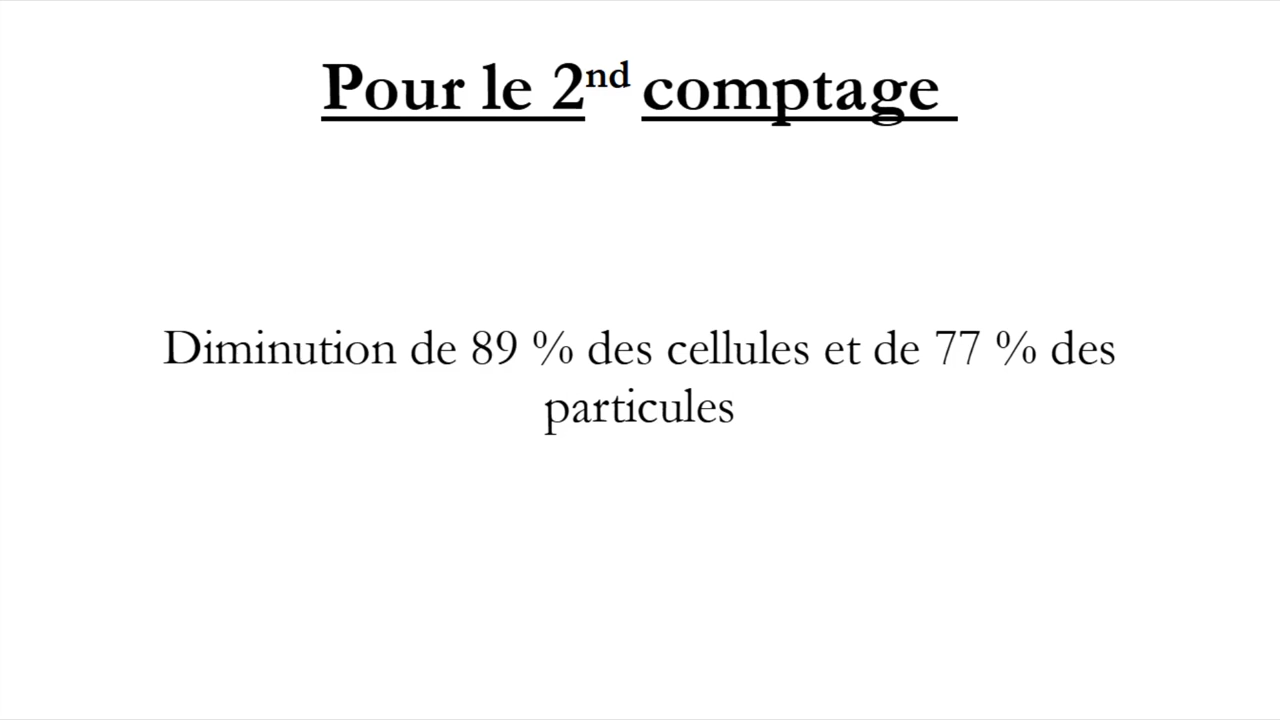 Pour le 2nd comptage
Diminution de 89 % des cellules et de 77 % des
particules